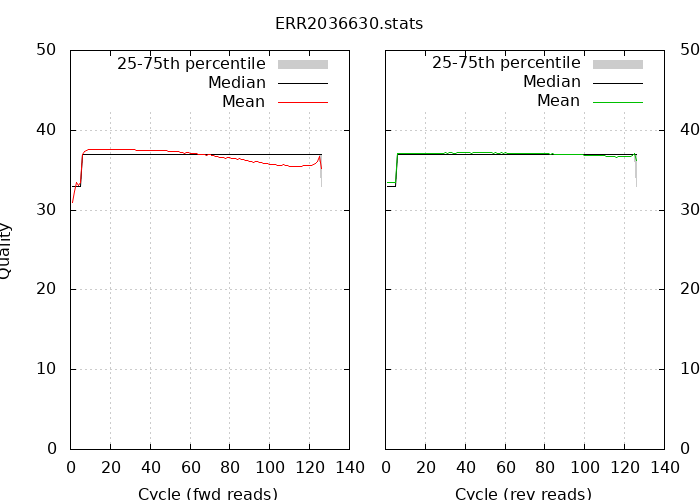 ERR2036630.stats
50
40
30
20
10
0
Quality
25-75th percentile
Median
Mean
0 20 40 60 80 100 120 140
Cycle (fwd reads)
25-75th percentile
Median
Mean
50
40
30
20
10
0
0 20 40 60 80 100 120 140
Cycle (rev reads)